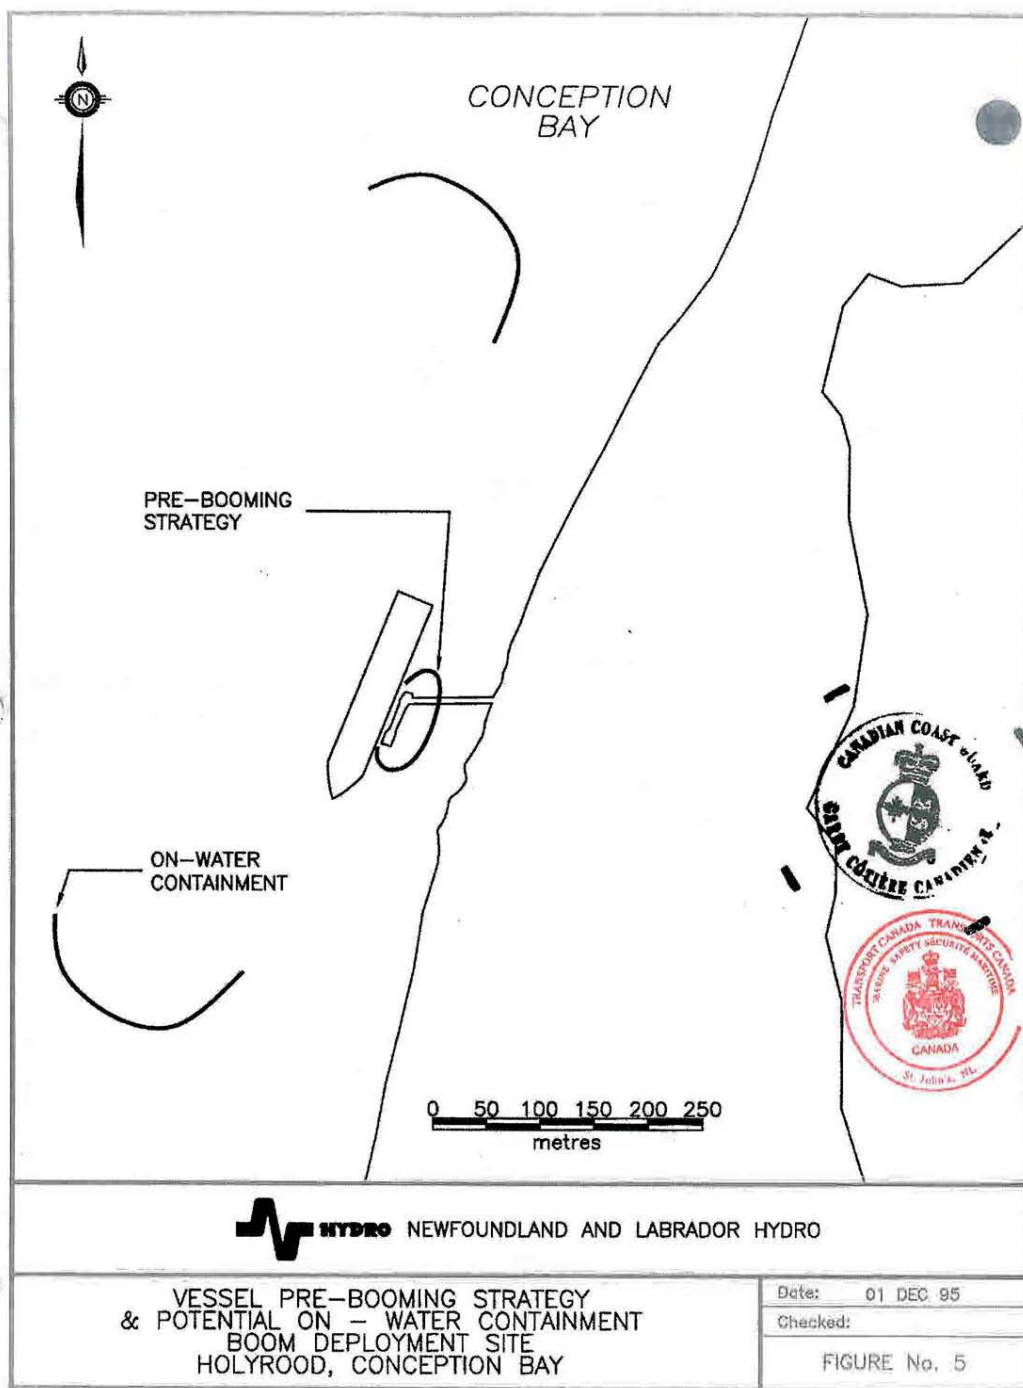 N
CONCEPTION
BAY
PRE-BOOMING
STRATEGY
ON-WATER
CONTAINMENT
CANADIAN COAST GUARD
GARDE CÔTIÈRE CANADIENNE
TRANSPORT CANADA TRANSPORTS CANADA
MARINE SAFETY SÉCURITÉ MARITIME
CANADA
St. John's, NL
0 50 100 150 200 250
metres
HYDRO NEWFOUNDLAND AND LABRADOR HYDRO
VESSEL PRE-BOOMING STRATEGY
& POTENTIAL ON - WATER CONTAINMENT
BOOM DEPLOYMENT SITE
HOLYROOD, CONCEPTION BAY
Date: 01 DEC 95
Checked:
FIGURE No. 5